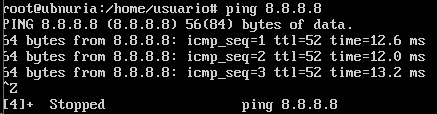 root@ubnuria:/home/usuario# ping 8.8.8.8
PING 8.8.8.8 (8.8.8.8) 56(84) bytes of data.
64 bytes from 8.8.8.8: icmp_seq=1 ttl=52 time=12.6 ms
64 bytes from 8.8.8.8: icmp_seq=2 ttl=52 time=12.0 ms
64 bytes from 8.8.8.8: icmp_seq=3 ttl=52 time=13.2 ms
^Z
[4]+  Stopped                 ping 8.8.8.8